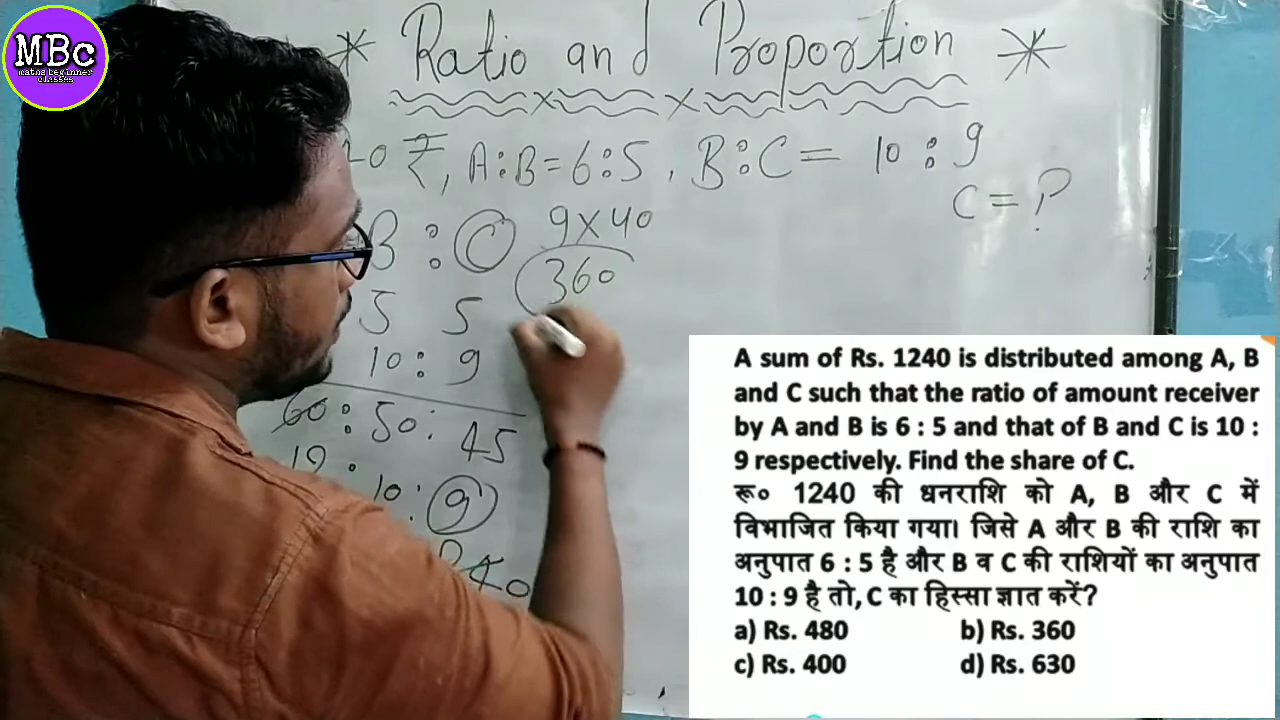 MBc
maths beginner
classes
* Ratio and Proportion *
40 ₹, A:B=6:5, B:C= 10:9
C=?
B : C 9x40
360
5 5
10 : 9
60:50:45
12:
10: 9
40
A sum of Rs. 1240 is distributed among A, B
and C such that the ratio of amount receiver
by A and B is 6 : 5 and that of B and C is 10 :
9 respectively. Find the share of C.
रू० 1240 की धनराशि को A, B और C में
विभाजित किया गया। जिसे A और B की राशि का
अनुपात 6 : 5 है और B व C की राशियों का अनुपात
10 : 9 है तो, C का हिस्सा ज्ञात करें?
a) Rs. 480 b) Rs. 360
c) Rs. 400 d) Rs. 630